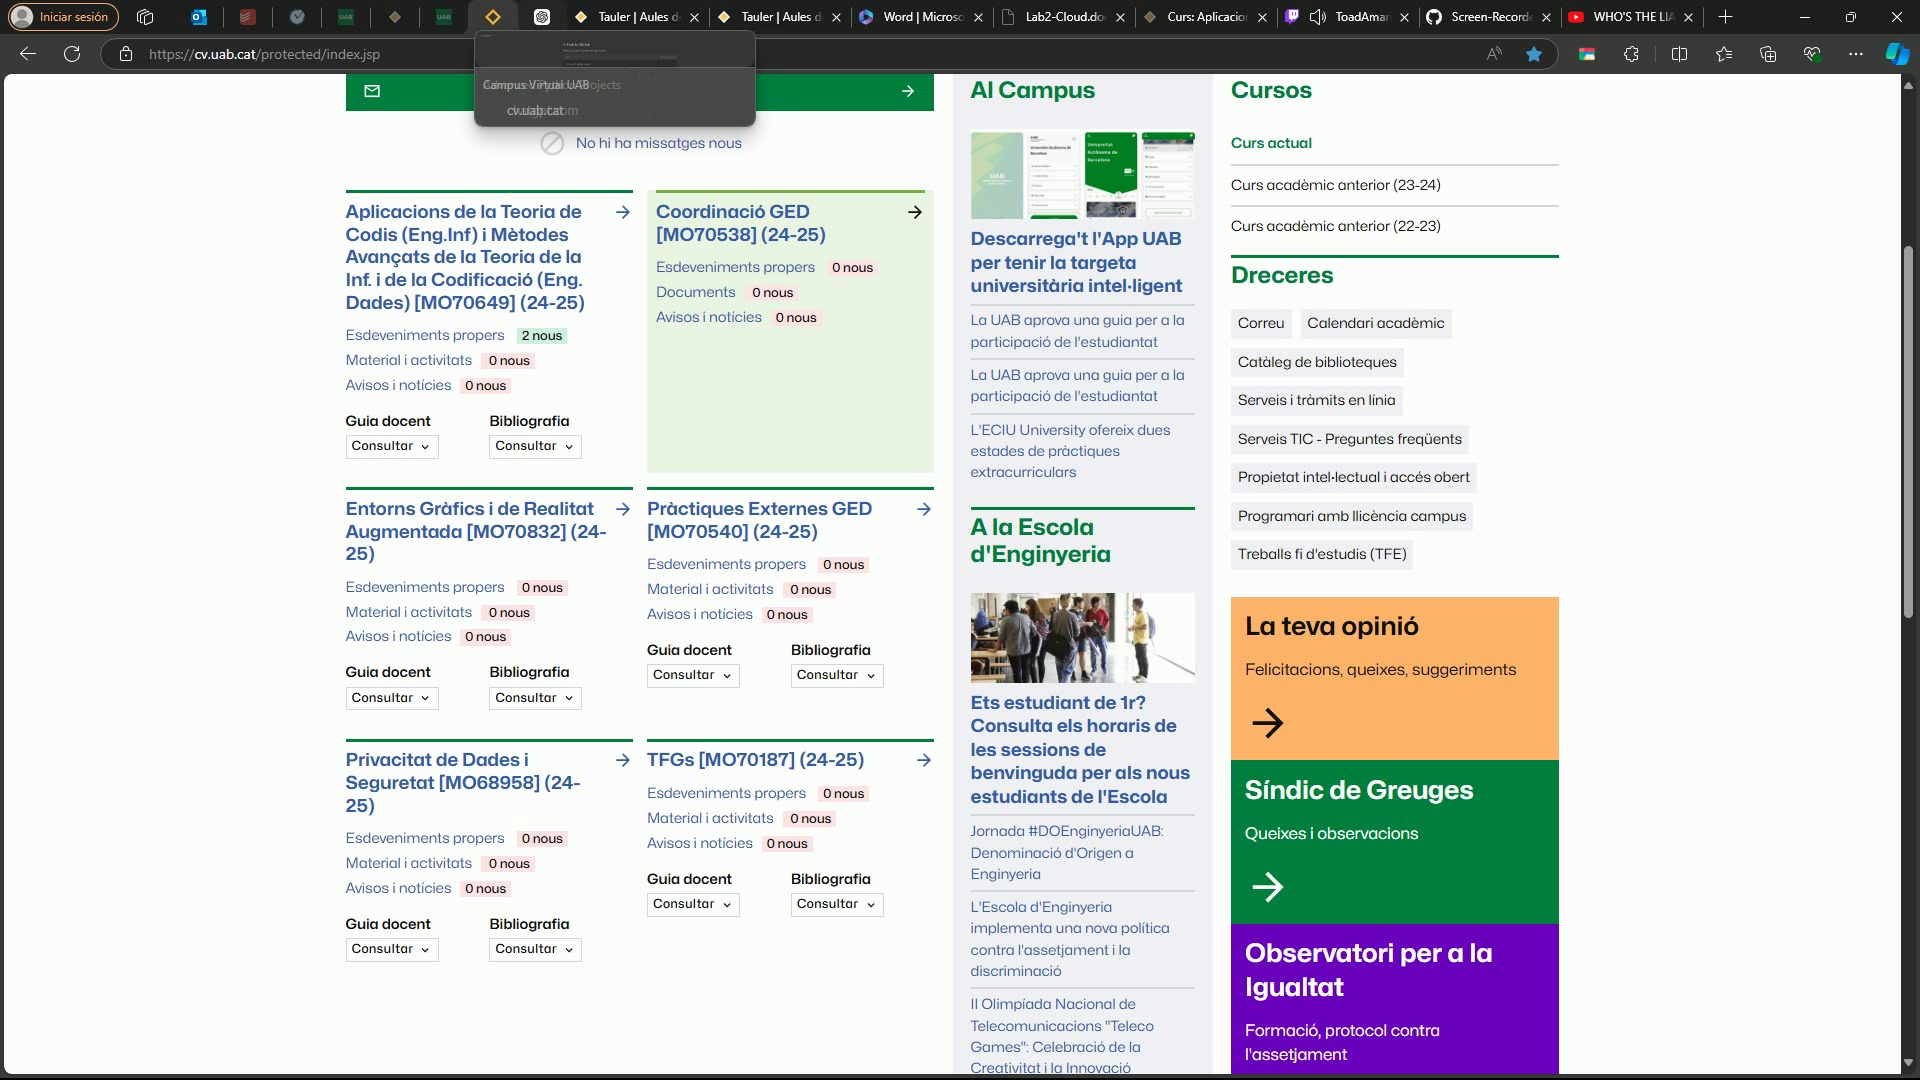 Iniciar sesión
Tauler | Aules d
Tauler | Aules d
Word | Microso
Lab2-Cloud.do
Curs: Aplicacio
ToadAmar
Screen-Recorde
WHO'S THE LIA
https://cv.uab.cat/protected/index.jsp
Campus Virtual UAB
cv.uab.cat
No hi ha missatges nous
Aplicacions de la Teoria de
Codis (Eng.Inf) i Mètodes
Avançats de la Teoria de la
Inf. i de la Codificació (Eng.
Dades) [MO70649] (24-25)
Esdeveniments propers 2 nous
Material i activitats 0 nous
Avisos i notícies 0 nous
Guia docent Bibliografia
Consultar Consultar
Coordinació GED
[MO70538] (24-25)
Esdeveniments propers 0 nous
Documents 0 nous
Avisos i notícies 0 nous
Entorns Gràfics i de Realitat
Augmentada [MO70832] (24-
25)
Esdeveniments propers 0 nous
Material i activitats 0 nous
Avisos i notícies 0 nous
Guia docent Bibliografia
Consultar Consultar
Pràctiques Externes GED
[MO70540] (24-25)
Esdeveniments propers 0 nous
Material i activitats 0 nous
Avisos i notícies 0 nous
Guia docent Bibliografia
Consultar Consultar
Privacitat de Dades i
Seguretat [MO68958] (24-
25)
Esdeveniments propers 0 nous
Material i activitats 0 nous
Avisos i notícies 0 nous
Guia docent Bibliografia
Consultar Consultar
TFGs [MO70187] (24-25)
Esdeveniments propers 0 nous
Material i activitats 0 nous
Avisos i notícies 0 nous
Guia docent Bibliografia
Consultar Consultar
Al Campus
Descarrega't l'App UAB
per tenir la targeta
universitària intel·ligent
La UAB aprova una guia per a la
participació de l'estudiantat
La UAB aprova una guia per a la
participació de l'estudiantat
L'ECIU University ofereix dues
estades de pràctiques
extracurriculars
A la Escola
d'Enginyeria
Ets estudiant de 1r?
Consulta els horaris de
les sessions de
benvinguda per als nous
estudiants de l'Escola
Jornada #DOEnginyeriaUAB:
Denominació d'Origen a
Enginyeria
L'Escola d'Enginyeria
implementa una nova política
contra l'assetjament i la
discriminació
II Olimpíada Nacional de
Telecomunicacions "Teleco
Games": Celebració de la
Creativitat i la Innovació
Cursos
Curs actual
Curs acadèmic anterior (23-24)
Curs acadèmic anterior (22-23)
Dreceres
Correu Calendari acadèmic
Catàleg de biblioteques
Serveis i tràmits en línia
Serveis TIC - Preguntes freqüents
Propietat intel·lectual i accés obert
Programari amb llicència campus
Treballs fi d'estudis (TFE)
La teva opinió
Felicitacions, queixes, suggeriments
Síndic de Greuges
Queixes i observacions
Observatori per a la
Igualtat
Formació, protocol contra
l'assetjament